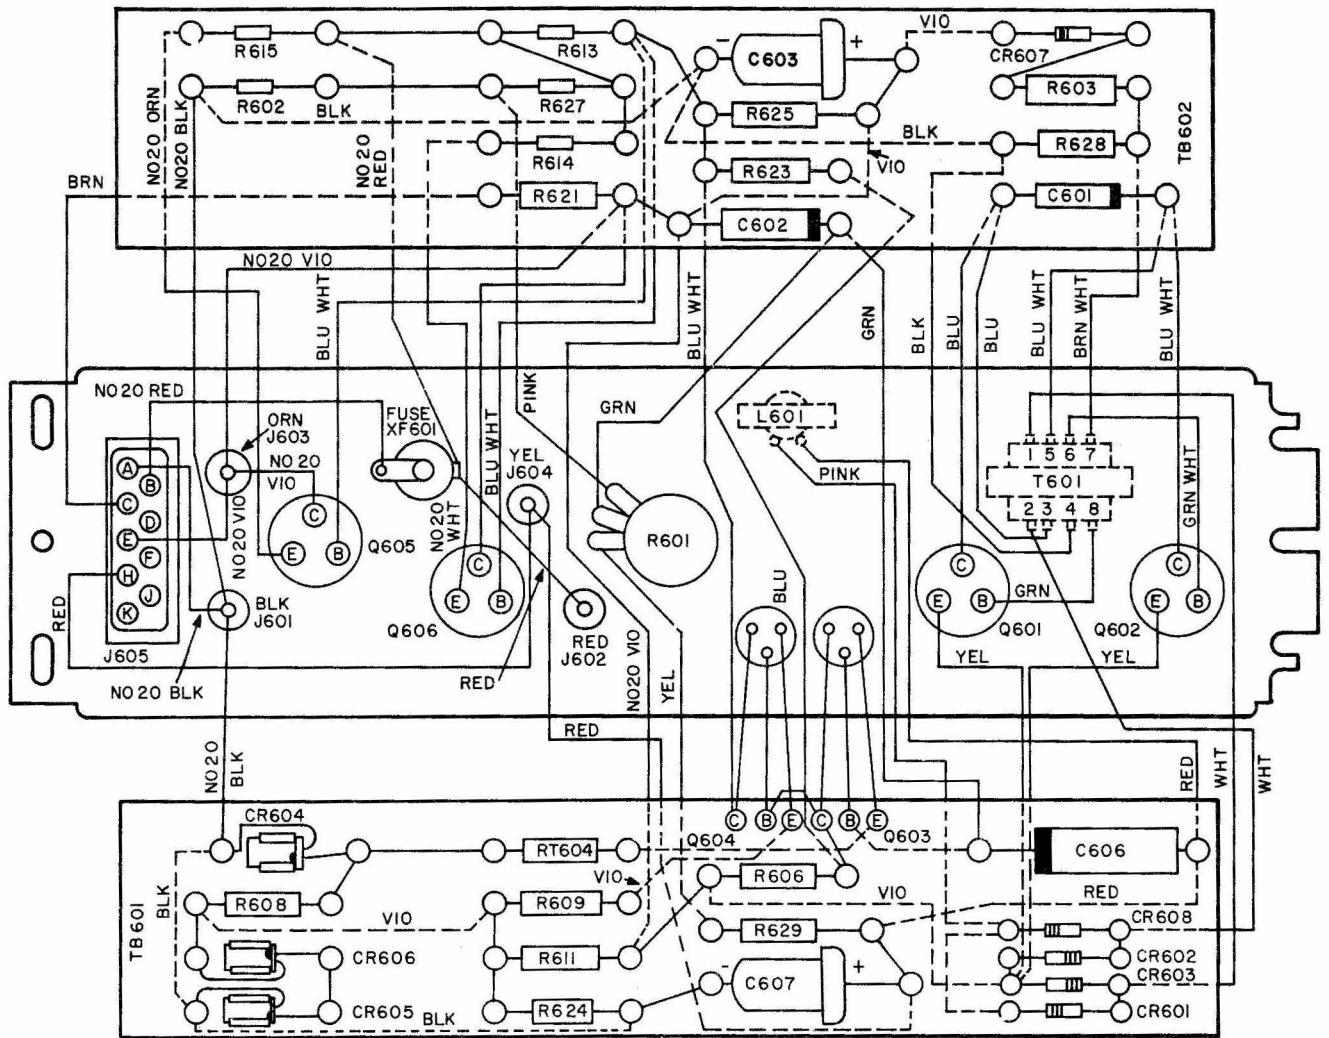 R615
R613
-
C603
+
VIO
CR607
R602
BLK
R627
R603
R625
NO20 ORN
NO20 BLK
NO20 RED
R614
BLK
R628
TB602
BRN
R621
R623
VIO
C601
C602
NO20 VIO
BLU WHT
BLU WHT
GRN
BLK
BLU
BLU
BLU WHT
BRN WHT
BLU WHT
NO20 RED
ORN
J603
FUSE
XF601
PINK
GRN
L601
NO20
VIO
BLU WHT
YEL
J604
PINK
1 5 6 7
T601
2 3 4 8
GRN WHT
A
B
C
D
E
F
H
J
K
J605
NO20 VIO
C
E
B
Q605
NO20
WHT
C
E
B
Q606
R601
RED
BLK
J601
NO20 BLK
RED
RED
J602
NO20 VIO
YEL
BLU
C
E
B
Q601
GRN
C
E
B
Q602
YEL
YEL
RED
NO20
BLK
RED
WHT
WHT
CR604
Q604
C
B
E
C
B
E
Q603
RT604
C606
BLK
R608
VIO
R609
VIO
R606
VIO
RED
CR608
TB601
CR606
R611
R629
CR602
CR603
CR605
BLK
R624
-
C607
+
CR601